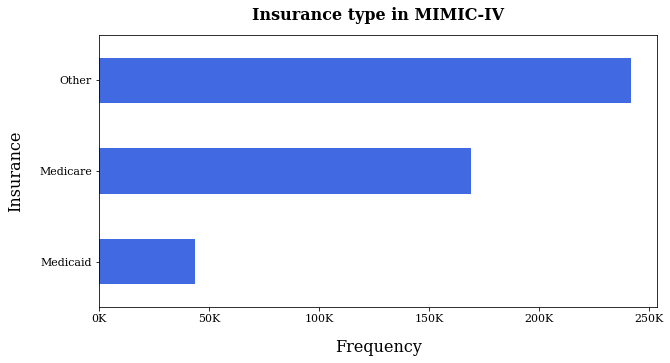 Insurance type in MIMIC-IV
Insurance
Other
Medicare
Medicaid
0K 50K 100K 150K 200K 250K
Frequency